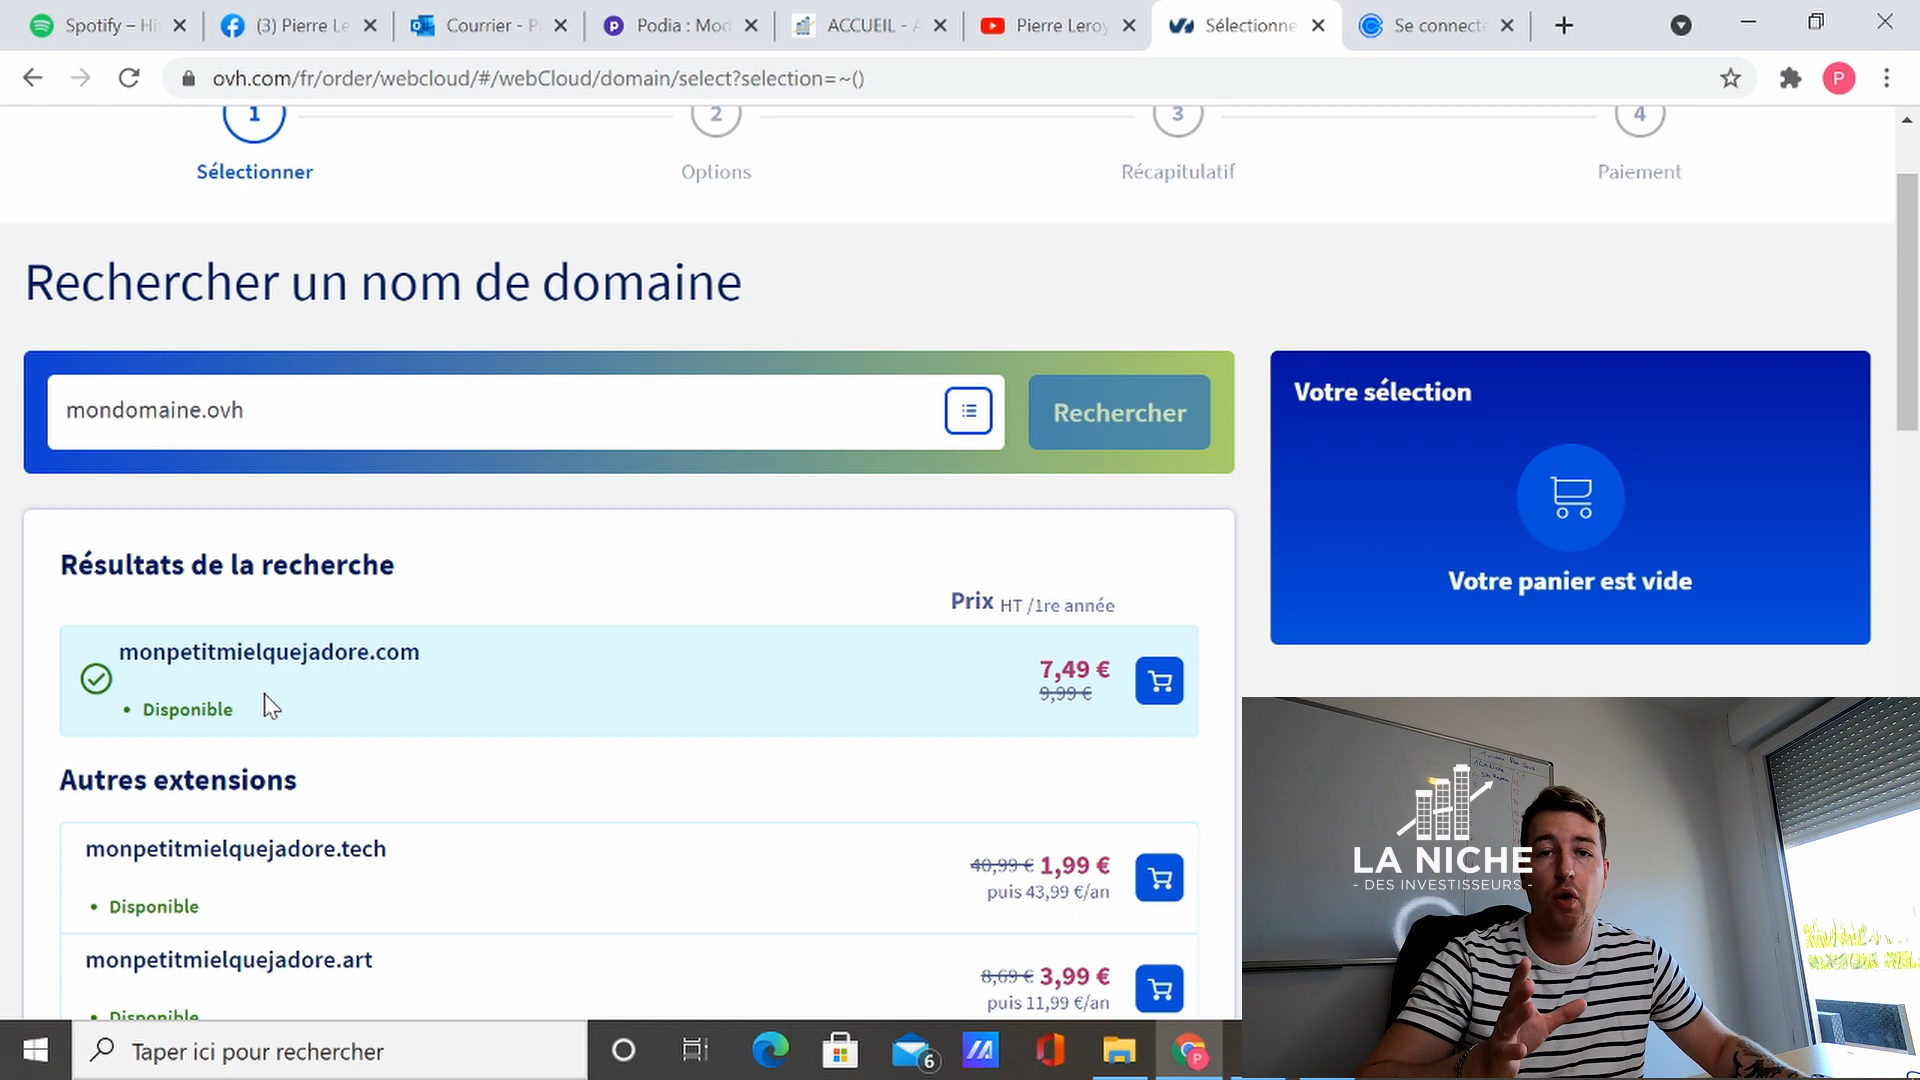 Spotify – Hi
(3) Pierre Le
Courrier - P
Podia : Mod
ACCUEIL - A
Pierre Leroy
Sélectionne
Se connecte
ovh.com/fr/order/webcloud/#/webCloud/domain/select?selection=~()
P
1
2
3
4
Sélectionner
Options
Récapitulatif
Paiement
Rechercher un nom de domaine
mondomaine.ovh
Rechercher
Votre sélection
Votre panier est vide
Résultats de la recherche
Prix HT /1re année
monpetitmielquejadore.com
7,49 €
9,99 €
• Disponible
Autres extensions
monpetitmielquejadore.tech
40,99 € 1,99 €
puis 43,99 €/an
• Disponible
monpetitmielquejadore.art
8,69 € 3,99 €
puis 11,99 €/an
• Disponible
LA NICHE
- DES INVESTISSEURS -
Taper ici pour rechercher
6
P